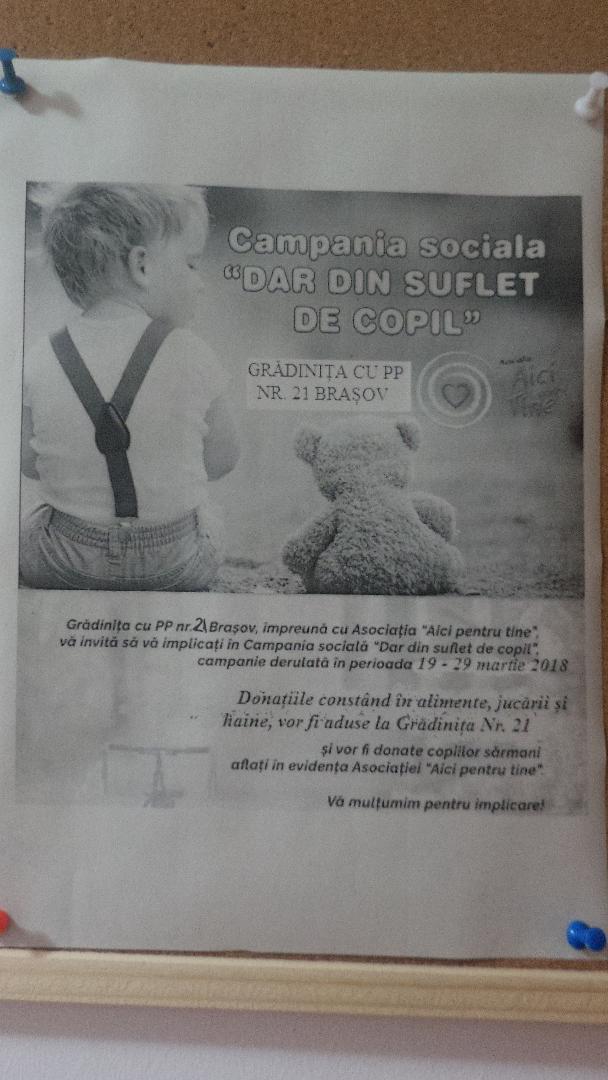 Campania sociala
“DAR DIN SUFLET
DE COPIL”
GRĂDINIȚA CU PP
NR. 21 BRAȘOV
Aici
tine
Grădinița cu PP nr.21 Brașov, împreună cu Asociația "Aici pentru tine",
vă invită să vă implicați în Campania socială "Dar din suflet de copil",
campanie derulată în perioada 19 - 29 martie 2018
Donațiile constând în alimente, jucării și
haine, vor fi aduse la Grădinița Nr. 21
și vor fi donate copiilor sărmani
aflați în evidența Asociației "Aici pentru tine".
Vă mulțumim pentru implicare!